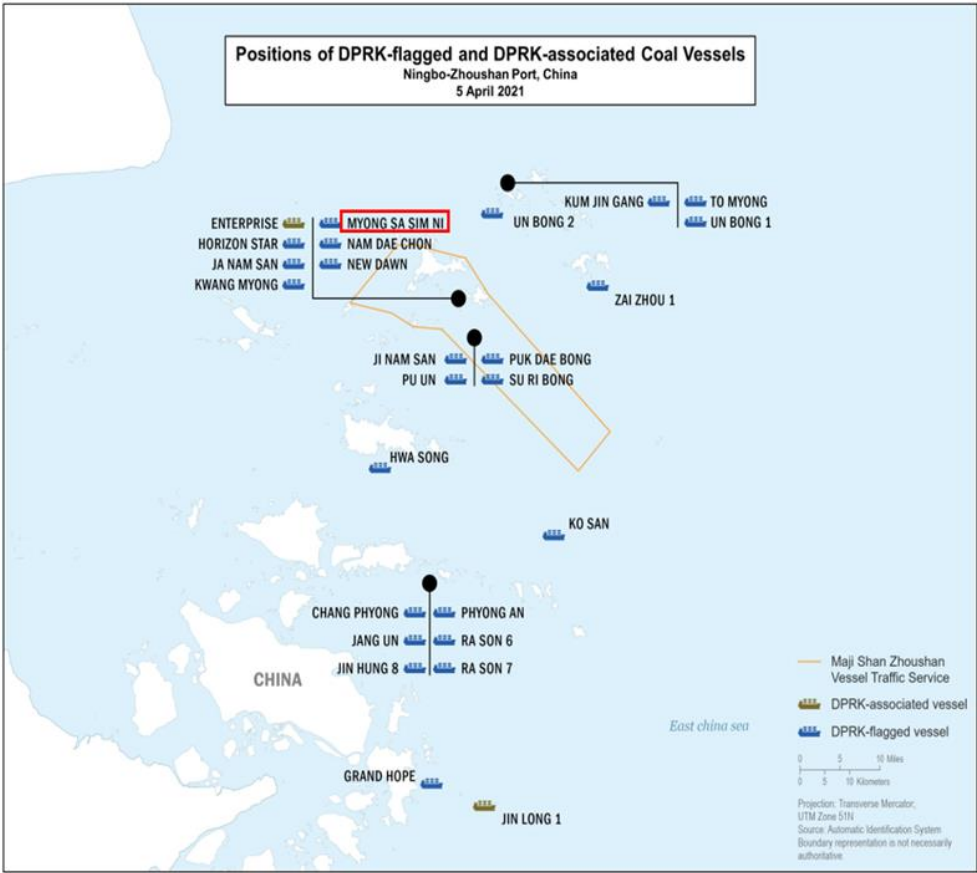 Positions of DPRK-flagged and DPRK-associated Coal Vessels
Ningbo-Zhoushan Port, China
5 April 2021
KUM JIN GANG
TO MYONG
UN BONG 2
UN BONG 1
ENTERPRISE
MYONG SA SIM NI
HORIZON STAR
NAM DAE CHON
JA NAM SAN
NEW DAWN
KWANG MYONG
ZAI ZHOU 1
JI NAM SAN
PUK DAE BONG
PU UN
SU RI BONG
HWA SONG
KO SAN
CHANG PHYONG
PHYONG AN
JANG UN
RA SON 6
JIN HUNG 8
RA SON 7
CHINA
East china sea
GRAND HOPE
JIN LONG 1
Maji Shan Zhoushan
Vessel Traffic Service
DPRK-associated vessel
DPRK-flagged vessel
0 5 10 Miles
0 5 10 Kilometers
Projection: Transverse Mercator;
UTM Zone 51N
Source: Automatic Identification System
Boundary representation is not necessarily
authoritative.